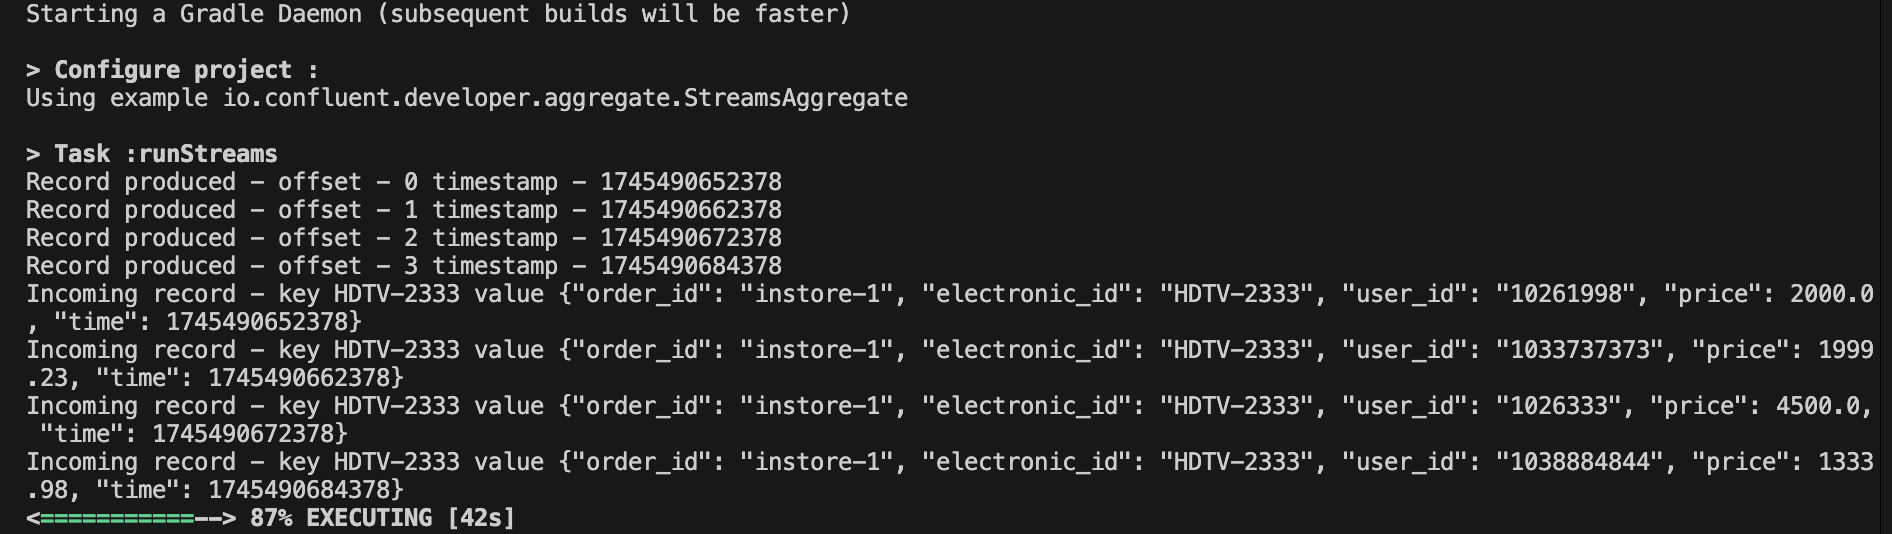 Starting a Gradle Daemon (subsequent builds will be faster)
> Configure project :
Using example io.confluent.developer.aggregate.StreamsAggregate
> Task :runStreams
Record produced - offset - 0 timestamp - 1745490652378
Record produced - offset - 1 timestamp - 1745490662378
Record produced - offset - 2 timestamp - 1745490672378
Record produced - offset - 3 timestamp - 1745490684378
Incoming record - key HDTV-2333 value {"order_id": "instore-1", "electronic_id": "HDTV-2333", "user_id": "10261998", "price": 2000.0
, "time": 1745490652378}
Incoming record - key HDTV-2333 value {"order_id": "instore-1", "electronic_id": "HDTV-2333", "user_id": "1033737373", "price": 1999
.23, "time": 1745490662378}
Incoming record - key HDTV-2333 value {"order_id": "instore-1", "electronic_id": "HDTV-2333", "user_id": "1026333", "price": 4500.0,
"time": 1745490672378}
Incoming record - key HDTV-2333 value {"order_id": "instore-1", "electronic_id": "HDTV-2333", "user_id": "1038884844", "price": 1333
.98, "time": 1745490684378}
<===========--> 87% EXECUTING [42s]